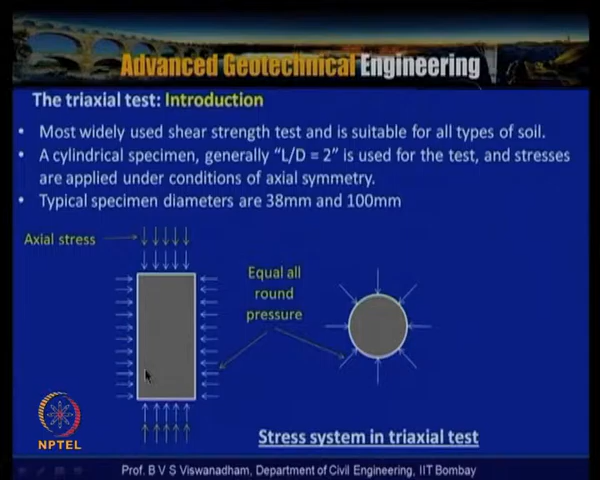 Advanced Geotechnical Engineering
The triaxial test: Introduction
• Most widely used shear strength test and is suitable for all types of soil.
• A cylindrical specimen, generally "L/D = 2" is used for the test, and stresses
are applied under conditions of axial symmetry.
• Typical specimen diameters are 38mm and 100mm
Axial stress
Equal all
round
pressure
NPTEL
Stress system in triaxial test
Prof. B V S Viswanadham, Department of Civil Engineering, IIT Bombay